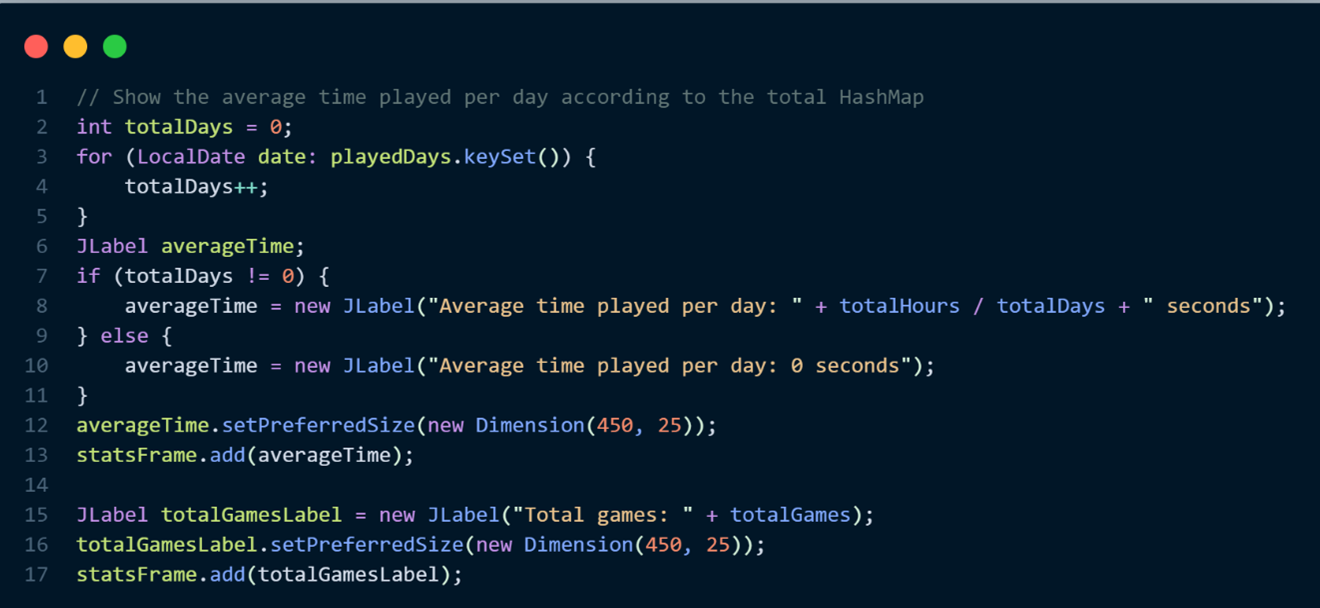 1 // Show the average time played per day according to the total HashMap
2 int totalDays = 0;
3 for (LocalDate date: playedDays.keySet()) {
4     totalDays++;
5 }
6 JLabel averageTime;
7 if (totalDays != 0) {
8     averageTime = new JLabel("Average time played per day: " + totalHours / totalDays + " seconds");
9 } else {
10     averageTime = new JLabel("Average time played per day: 0 seconds");
11 }
12 averageTime.setPreferredSize(new Dimension(450, 25));
13 statsFrame.add(averageTime);
14
15 JLabel totalGamesLabel = new JLabel("Total games: " + totalGames);
16 totalGamesLabel.setPreferredSize(new Dimension(450, 25));
17 statsFrame.add(totalGamesLabel);